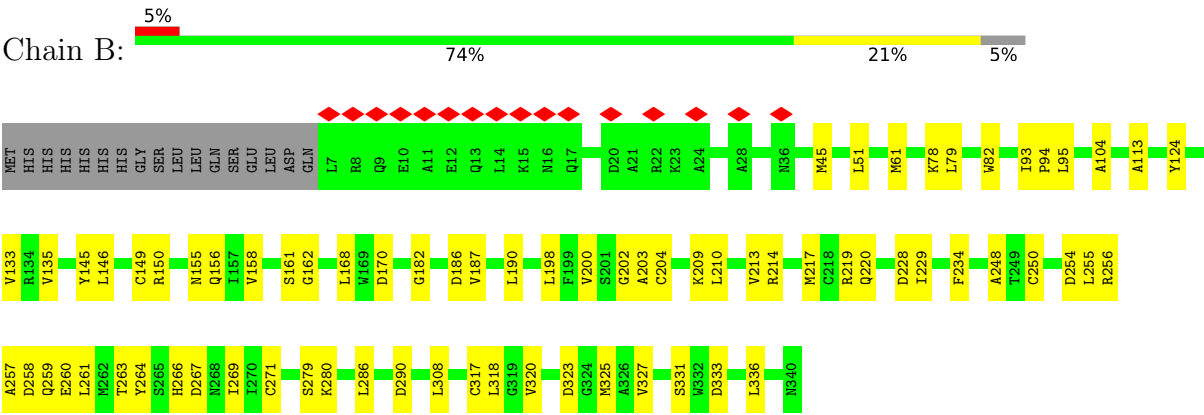 5%
Chain B:
74% 21% 5%
MET HIS HIS HIS HIS HIS HIS GLY SER LEU LEU GLN SER GLU LEU ASP GLN L7 R8 Q9 E10 A11 E12 Q13 L14 K15 N16 Q17 D20 A21 R22 K23 A24 A28 N36 M45 L51 M61 K78 L79 W82 I93 P94 L95 A104 A113 Y124
V133 R134 V135 Y145 L146 C149 R150 N155 Q156 I157 V158 S161 G162 L168 W169 D170 G182 D186 V187 L190 L198 F199 V200 S201 G202 A203 C204 K209 L210 V213 R214 M217 C218 R219 Q220 D228 I229 F234 A248 T249 C250 D254 L255 R256
A257 D258 Q259 E260 L261 M262 T263 Y264 S265 H266 D267 N268 I269 I270 C271 S279 K280 L286 D290 L308 C317 L318 G319 V320 D323 G324 M325 A326 V327 S331 W332 D333 L336 N340